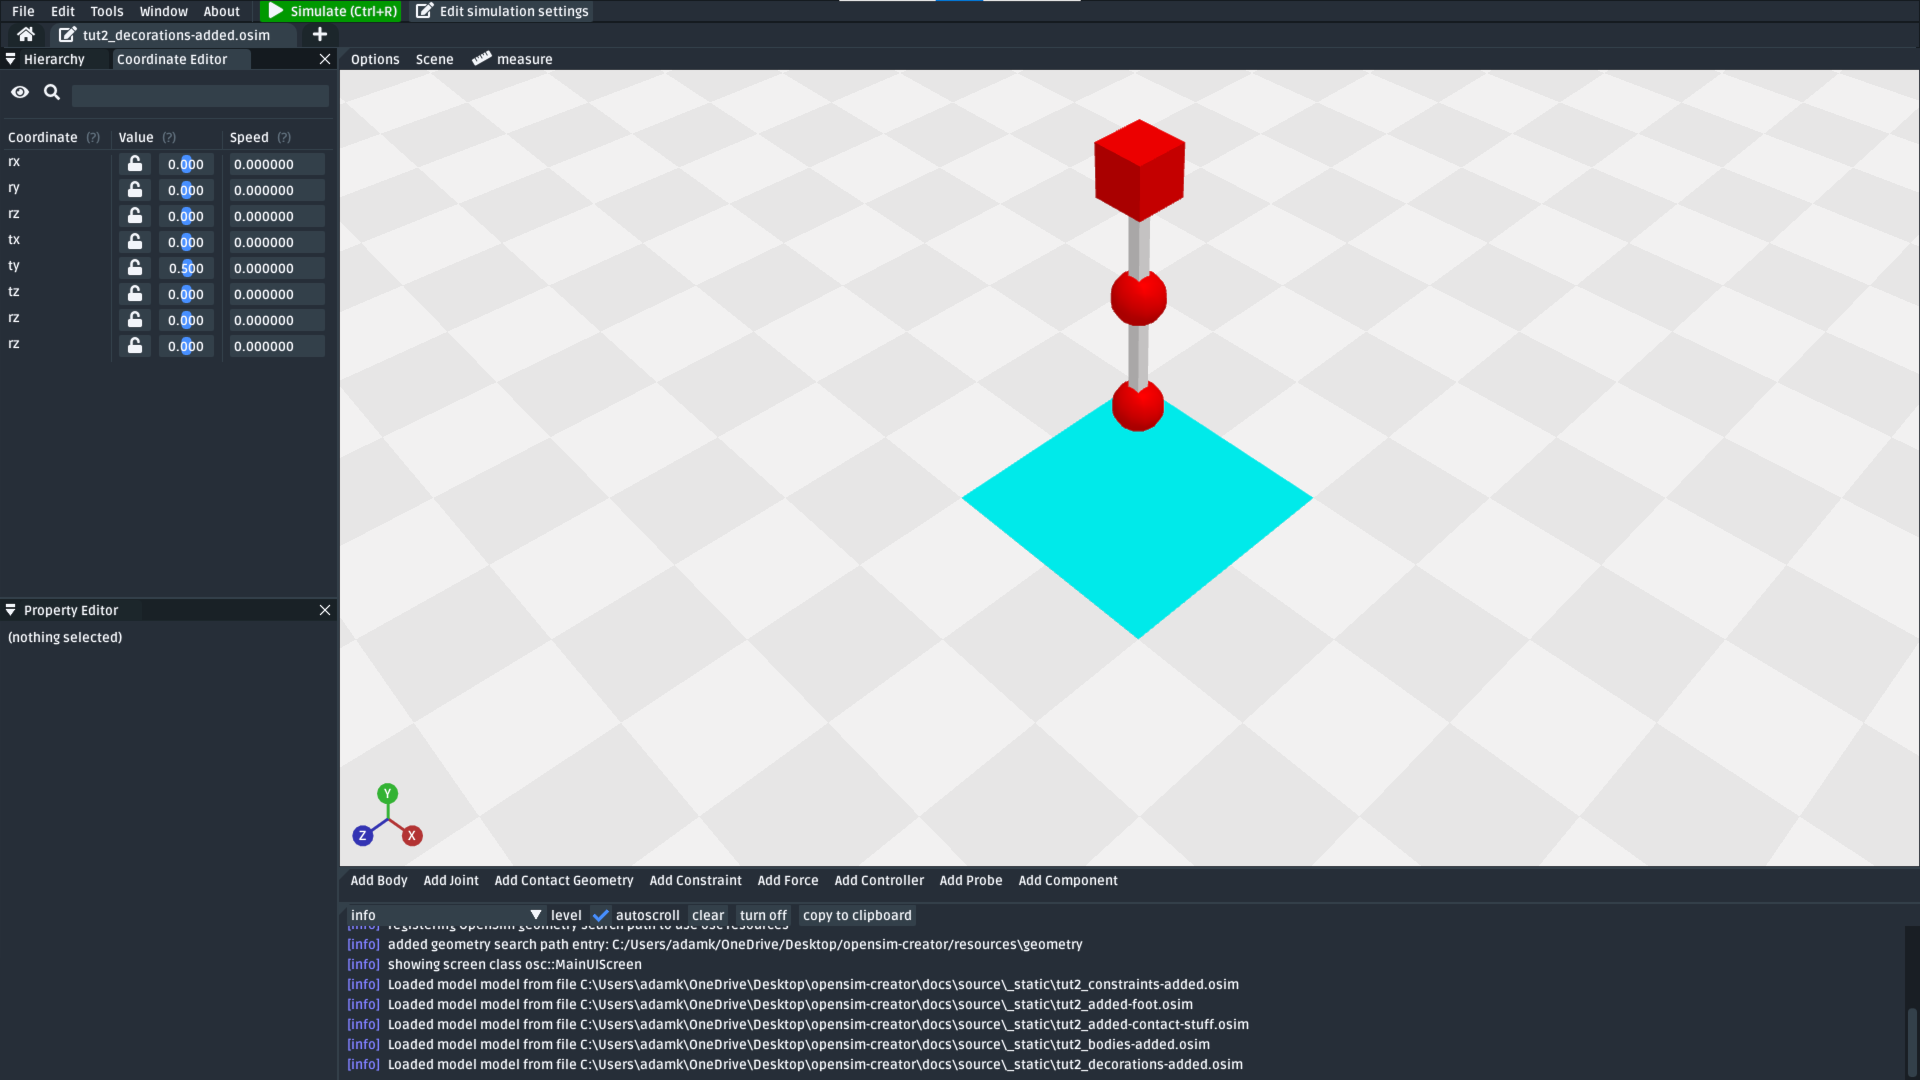 File Edit Tools Window About Simulate (Ctrl+R) Edit simulation settings
tut2_decorations-added.osim
Hierarchy Coordinate Editor
Options Scene measure
Coordinate (?) Value (?) Speed (?)
rx 0.000 0.000000
ry 0.000 0.000000
rz 0.000 0.000000
tx 0.000 0.000000
ty 0.500 0.000000
tz 0.000 0.000000
rz 0.000 0.000000
rz 0.000 0.000000
Property Editor
(nothing selected)
Y
Z X
Add Body Add Joint Add Contact Geometry Add Constraint Add Force Add Controller Add Probe Add Component
info level autoscroll clear turn off copy to clipboard
[info] registering OpenSim geometry search path to use osc resources
[info] added geometry search path entry: C:/Users/adamk/OneDrive/Desktop/opensim-creator/resources\geometry
[info] showing screen class osc::MainUIScreen
[info] Loaded model model from file C:\Users\adamk\OneDrive\Desktop\opensim-creator\docs\source\_static\tut2_constraints-added.osim
[info] Loaded model model from file C:\Users\adamk\OneDrive\Desktop\opensim-creator\docs\source\_static\tut2_added-foot.osim
[info] Loaded model model from file C:\Users\adamk\OneDrive\Desktop\opensim-creator\docs\source\_static\tut2_added-contact-stuff.osim
[info] Loaded model model from file C:\Users\adamk\OneDrive\Desktop\opensim-creator\docs\source\_static\tut2_bodies-added.osim
[info] Loaded model model from file C:\Users\adamk\OneDrive\Desktop\opensim-creator\docs\source\_static\tut2_decorations-added.osim